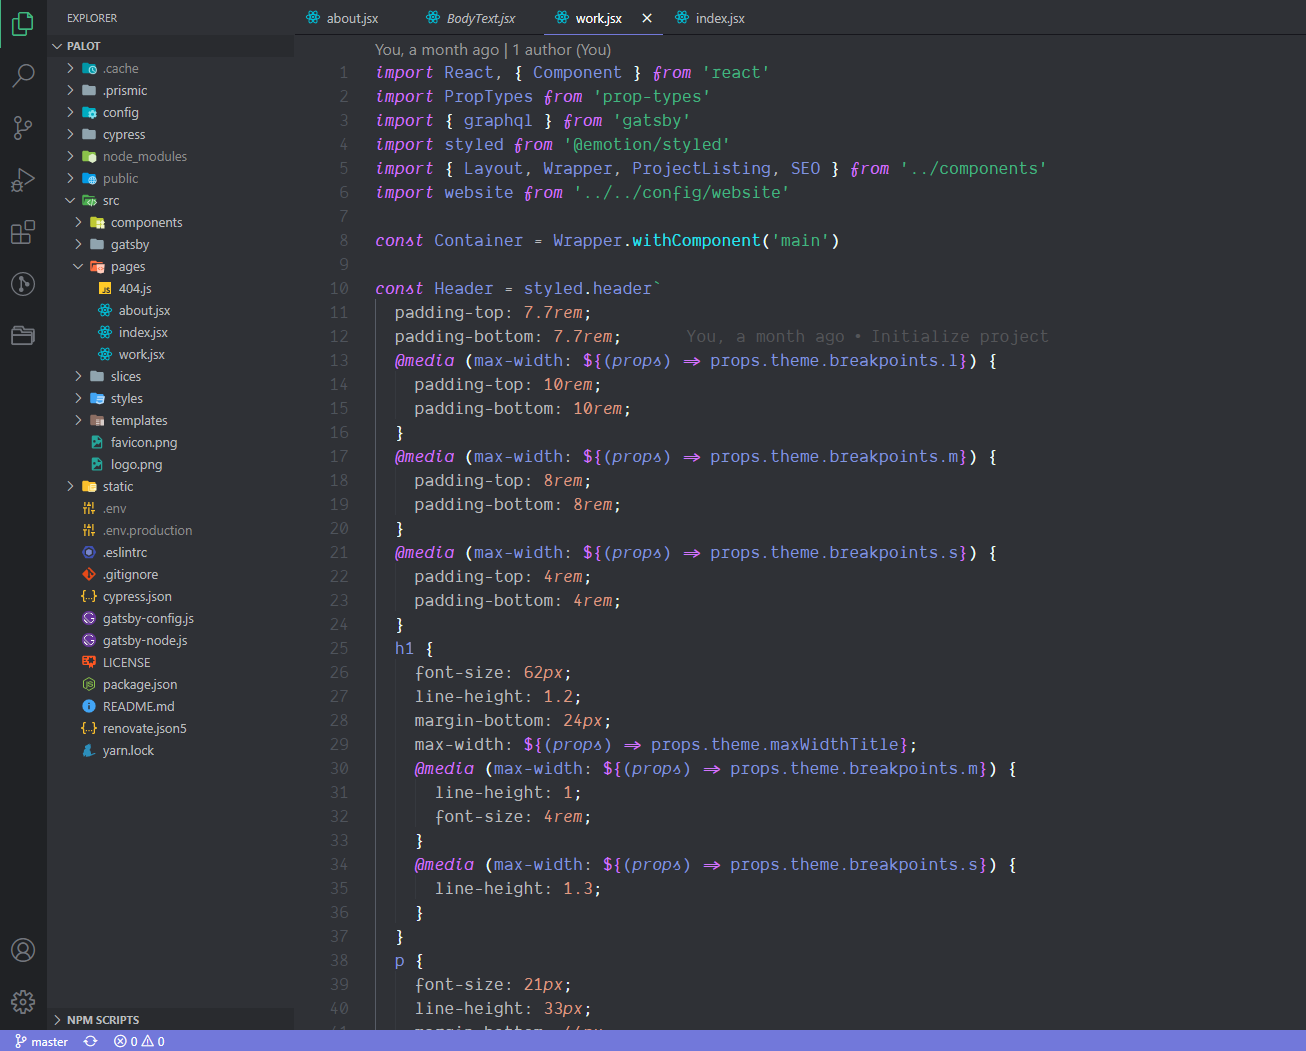 EXPLORER
PALOT
.cache
.prismic
config
cypress
node_modules
public
src
components
gatsby
pages
404.js
about.jsx
index.jsx
work.jsx
slices
styles
templates
favicon.png
logo.png
static
.env
.env.production
.eslintrc
.gitignore
cypress.json
gatsby-config.js
gatsby-node.js
LICENSE
package.json
README.md
renovate.json5
yarn.lock
NPM SCRIPTS
about.jsx BodyText.jsx work.jsx × index.jsx
You, a month ago | 1 author (You)
1 import React, { Component } from 'react'
2 import PropTypes from 'prop-types'
3 import { graphql } from 'gatsby'
4 import styled from '@emotion/styled'
5 import { Layout, Wrapper, ProjectListing, SEO } from '../components'
6 import website from '../../config/website'
7
8 const Container = Wrapper.withComponent('main')
9
10 const Header = styled.header`
11 padding-top: 7.7rem;
12 padding-bottom: 7.7rem; You, a month ago • Initialize project
13 @media (max-width: ${(props) => props.theme.breakpoints.l}) {
14 padding-top: 10rem;
15 padding-bottom: 10rem;
16 }
17 @media (max-width: ${(props) => props.theme.breakpoints.m}) {
18 padding-top: 8rem;
19 padding-bottom: 8rem;
20 }
21 @media (max-width: ${(props) => props.theme.breakpoints.s}) {
22 padding-top: 4rem;
23 padding-bottom: 4rem;
24 }
25 h1 {
26 font-size: 62px;
27 line-height: 1.2;
28 margin-bottom: 24px;
29 max-width: ${(props) => props.theme.maxWidthTitle};
30 @media (max-width: ${(props) => props.theme.breakpoints.m}) {
31 line-height: 1;
32 font-size: 4rem;
33 }
34 @media (max-width: ${(props) => props.theme.breakpoints.s}) {
35 line-height: 1.3;
36 }
37 }
38 p {
39 font-size: 21px;
40 line-height: 33px;
master 0 0